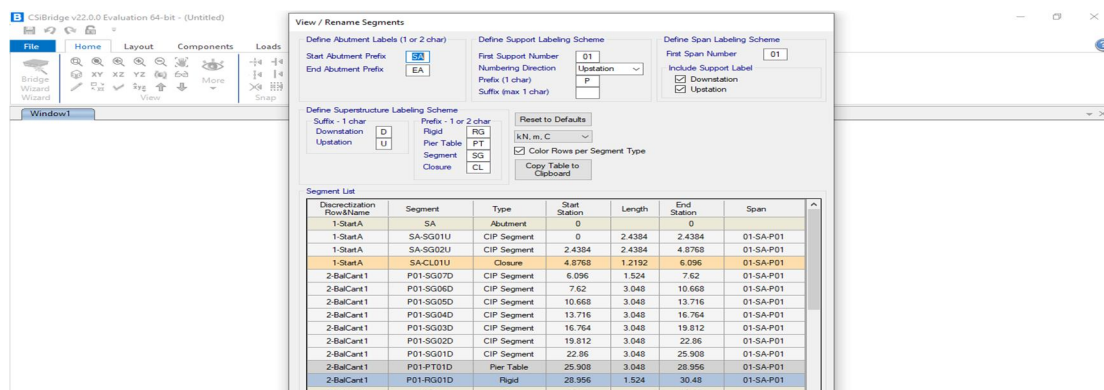 CSiBridge v22.0.0 Evaluation 64-bit - (Untitled)
File Home Layout Components Loads
XY XZ YZ
More
Bridge Wizard
Wizard View Snap
Window1
View / Rename Segments
Define Abutment Labels (1 or 2 char)
Start Abutment Prefix SA
End Abutment Prefix EA
Define Support Labeling Scheme
First Support Number 01
Numbering Direction Upstation
Prefix (1 char) P
Suffix (max 1 char)
Define Span Labeling Scheme
First Span Number 01
Include Support Label
Downstation
Upstation
Define Superstructure Labeling Scheme
Suffix - 1 char
Downstation D
Upstation U
Prefix - 1 or 2 char
Rigid RG
Pier Table PT
Segment SG
Closure CL
Reset to Defaults
kN, m, C
Color Rows per Segment Type
Copy Table to Clipboard
Segment List
Discrectization Row&Name Segment Type Start Station Length End Station Span
1-StartA SA Abutment 0 0
1-StartA SA-SG01U CIP Segment 0 2.4384 2.4384 01-SA-P01
1-StartA SA-SG02U CIP Segment 2.4384 2.4384 4.8768 01-SA-P01
1-StartA SA-CL01U Closure 4.8768 1.2192 6.096 01-SA-P01
2-BalCant1 P01-SG07D CIP Segment 6.096 1.524 7.62 01-SA-P01
2-BalCant1 P01-SG06D CIP Segment 7.62 3.048 10.668 01-SA-P01
2-BalCant1 P01-SG05D CIP Segment 10.668 3.048 13.716 01-SA-P01
2-BalCant1 P01-SG04D CIP Segment 13.716 3.048 16.764 01-SA-P01
2-BalCant1 P01-SG03D CIP Segment 16.764 3.048 19.812 01-SA-P01
2-BalCant1 P01-SG02D CIP Segment 19.812 3.048 22.86 01-SA-P01
2-BalCant1 P01-SG01D CIP Segment 22.86 3.048 25.908 01-SA-P01
2-BalCant1 P01-PT01D Pier Table 25.908 3.048 28.956 01-SA-P01
2-BalCant1 P01-RG01D Rigid 28.956 1.524 30.48 01-SA-P01